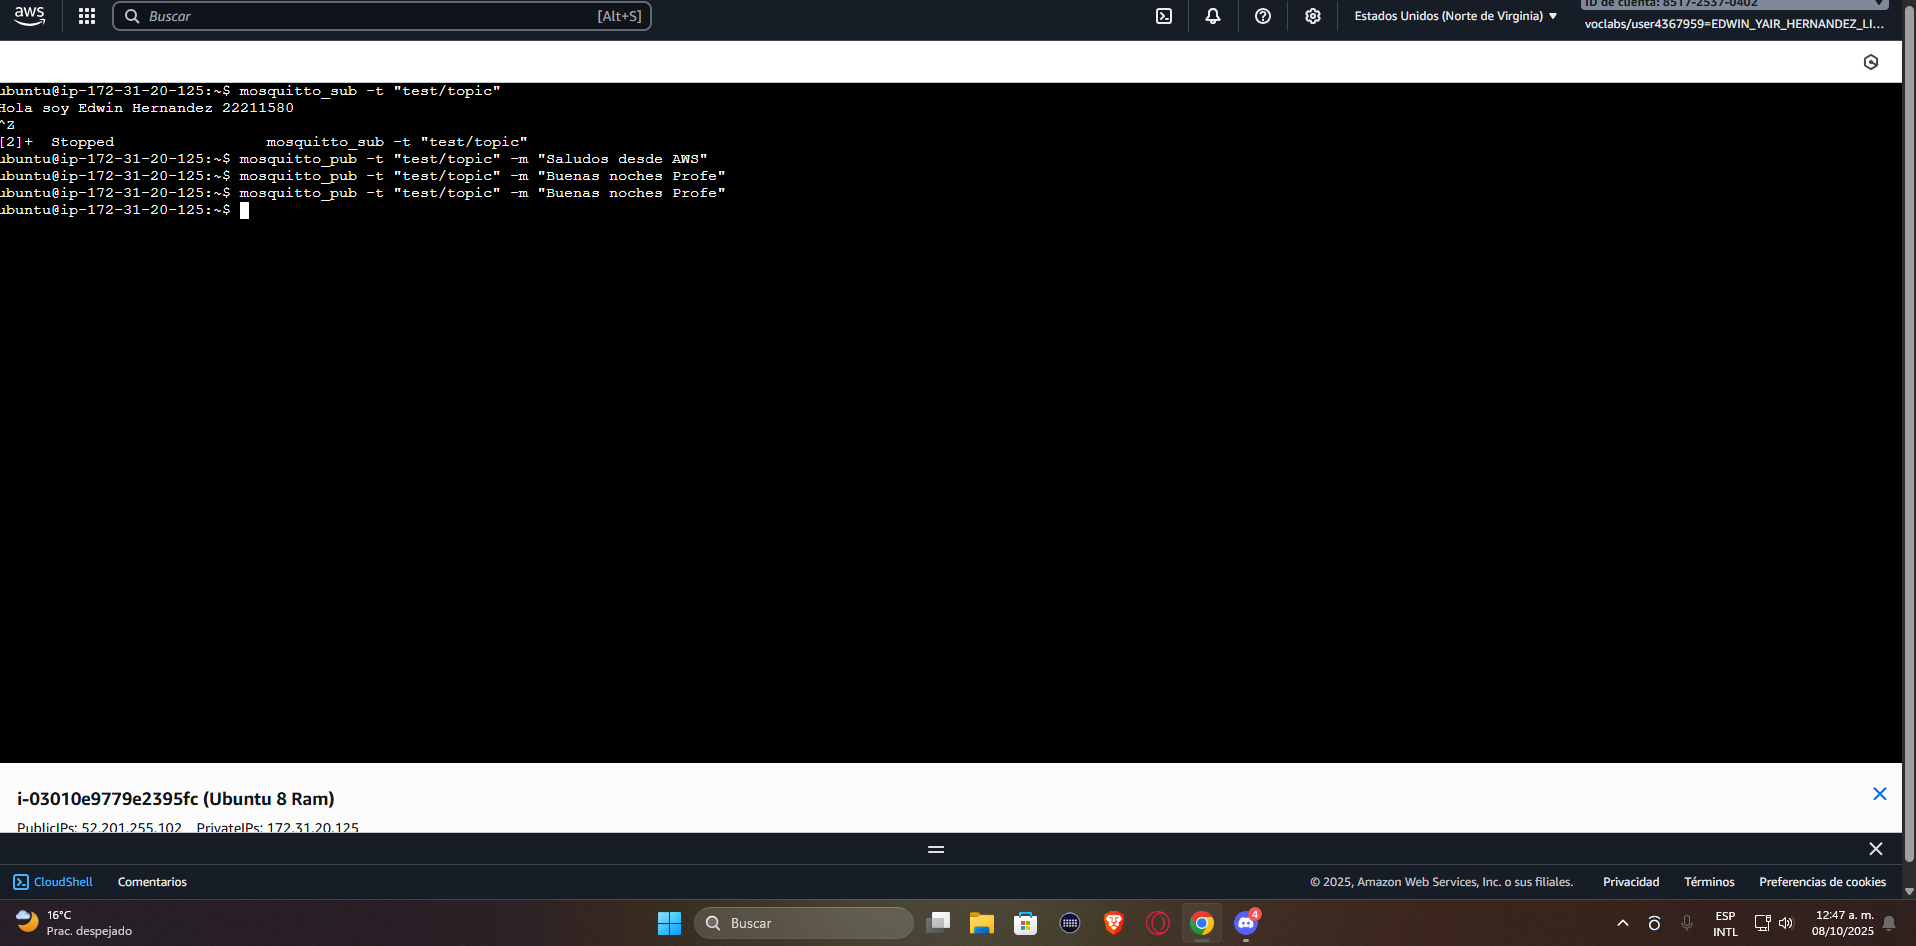 aws
Buscar
[Alt+S]
Estados Unidos (Norte de Virginia)
ID de cuenta: 8517-2537-0402
voclabs/user4367959=EDWIN_YAIR_HERNANDEZ_LI...
ubuntu@ip-172-31-20-125:~$ mosquitto_sub -t "test/topic"
Hola soy Edwin Hernandez 22211580
^Z
[2]+  Stopped                 mosquitto_sub -t "test/topic"
ubuntu@ip-172-31-20-125:~$ mosquitto_pub -t "test/topic" -m "Saludos desde AWS"
ubuntu@ip-172-31-20-125:~$ mosquitto_pub -t "test/topic" -m "Buenas noches Profe"
ubuntu@ip-172-31-20-125:~$ mosquitto_pub -t "test/topic" -m "Buenas noches Profe"
ubuntu@ip-172-31-20-125:~$
i-03010e9779e2395fc (Ubuntu 8 Ram)
PublicIPs: 52.201.255.102 PrivateIPs: 172.31.20.125
CloudShell
Comentarios
© 2025, Amazon Web Services, Inc. o sus filiales.
Privacidad
Términos
Preferencias de cookies
16°C
Prac. despejado
Buscar
4
ESP
INTL
12:47 a. m.
08/10/2025